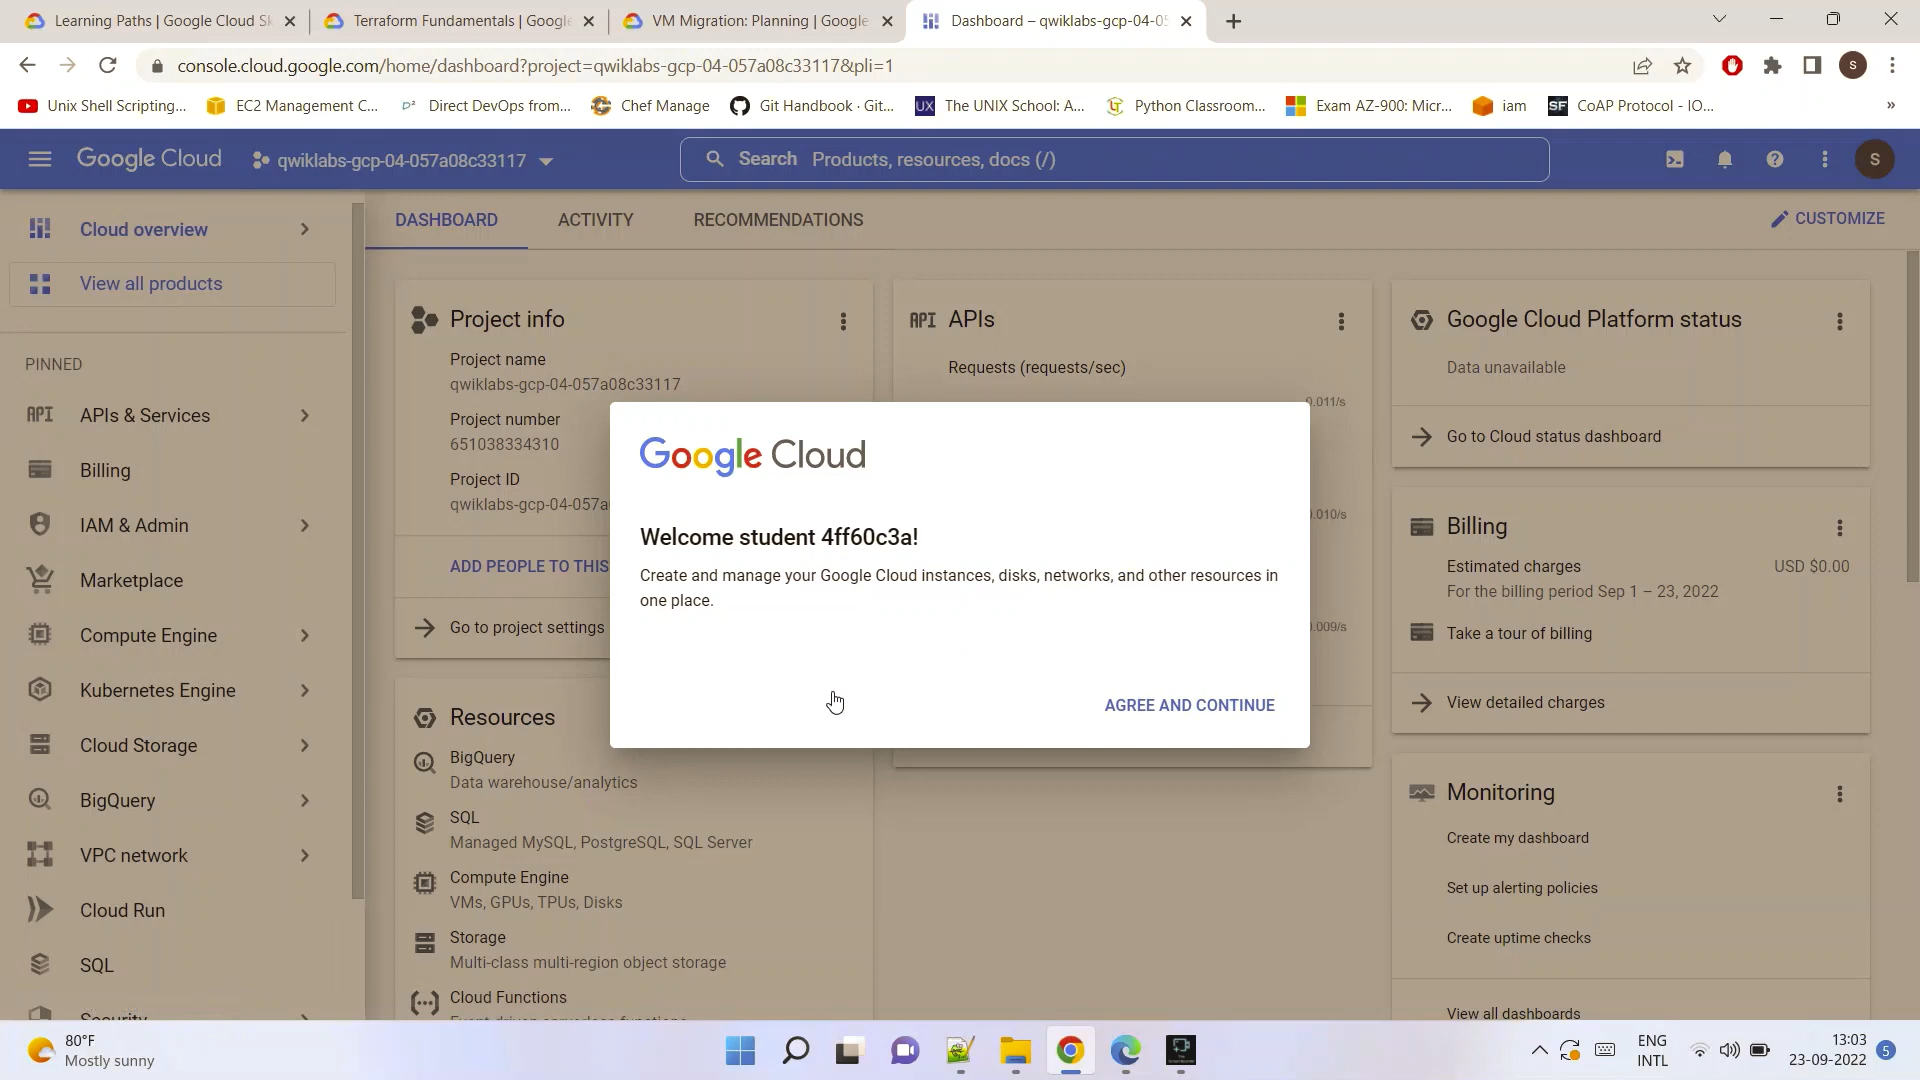 Learning Paths | Google Cloud Sk
Terraform Fundamentals | Google
VM Migration: Planning | Google
Dashboard – qwiklabs-gcp-04-05
console.cloud.google.com/home/dashboard?project=qwiklabs-gcp-04-057a08c33117&pli=1
S
Unix Shell Scripting...
EC2 Management C...
Direct DevOps from...
Chef Manage
Git Handbook · Git...
UX The UNIX School: A...
Python Classroom...
Exam AZ-900: Micr...
iam
SF CoAP Protocol - IO...
Google Cloud
qwiklabs-gcp-04-057a08c33117
Search Products, resources, docs (/)
S
Cloud overview
View all products
PINNED
API APIs & Services
Billing
IAM & Admin
Marketplace
Compute Engine
Kubernetes Engine
Cloud Storage
BigQuery
VPC network
Cloud Run
SQL
Security
DASHBOARD
ACTIVITY
RECOMMENDATIONS
CUSTOMIZE
Project info
Project name
qwiklabs-gcp-04-057a08c33117
Project number
651038334310
Project ID
qwiklabs-gcp-04-057a
ADD PEOPLE TO THIS
Go to project settings
Resources
BigQuery
Data warehouse/analytics
SQL
Managed MySQL, PostgreSQL, SQL Server
Compute Engine
VMs, GPUs, TPUs, Disks
Storage
Multi-class multi-region object storage
Cloud Functions
API APIs
Requests (requests/sec)
0.011/s
0.010/s
0.009/s
Google Cloud
Welcome student 4ff60c3a!
Create and manage your Google Cloud instances, disks, networks, and other resources in
one place.
AGREE AND CONTINUE
Google Cloud Platform status
Data unavailable
Go to Cloud status dashboard
Billing
Estimated charges
USD $0.00
For the billing period Sep 1 – 23, 2022
Take a tour of billing
View detailed charges
Monitoring
Create my dashboard
Set up alerting policies
Create uptime checks
View all dashboards
80°F
Mostly sunny
ENG
INTL
13:03
23-09-2022
5